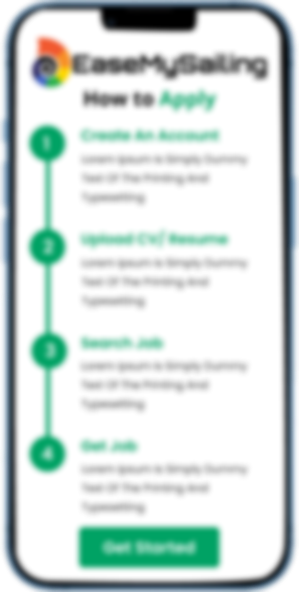 EaseMySailing
How to Apply
1
Create An Account
Lorem Ipsum Is Simply Dummy
Text Of The Printing And
Typesetting
2
Upload CV/ Resume
Lorem Ipsum Is Simply Dummy
Text Of The Printing And
Typesetting
3
Search Job
Lorem Ipsum Is Simply Dummy
Text Of The Printing And
Typesetting
4
Get Job
Lorem Ipsum Is Simply Dummy
Text Of The Printing And
Typesetting
Get Started